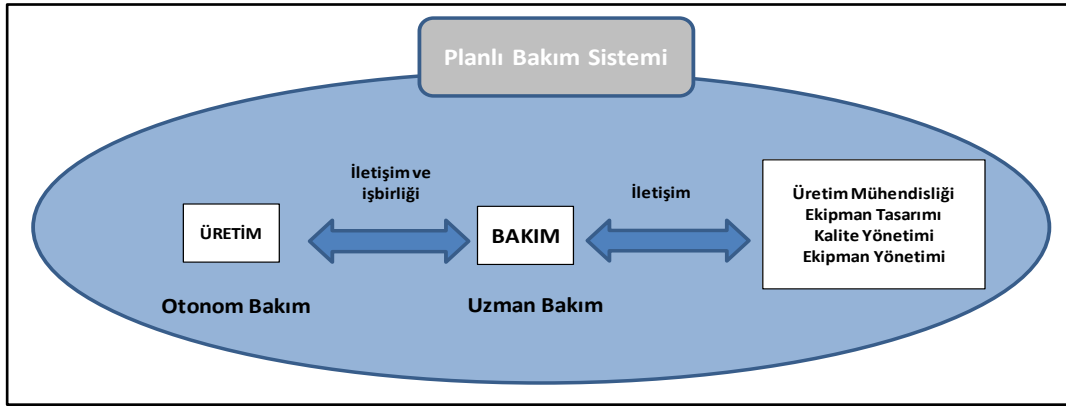 Planlı Bakım Sistemi
İletişim ve
işbirliği
İletişim
ÜRETİM
BAKIM
Üretim Mühendisliği
Ekipman Tasarımı
Kalite Yönetimi
Ekipman Yönetimi
Otonom Bakım
Uzman Bakım